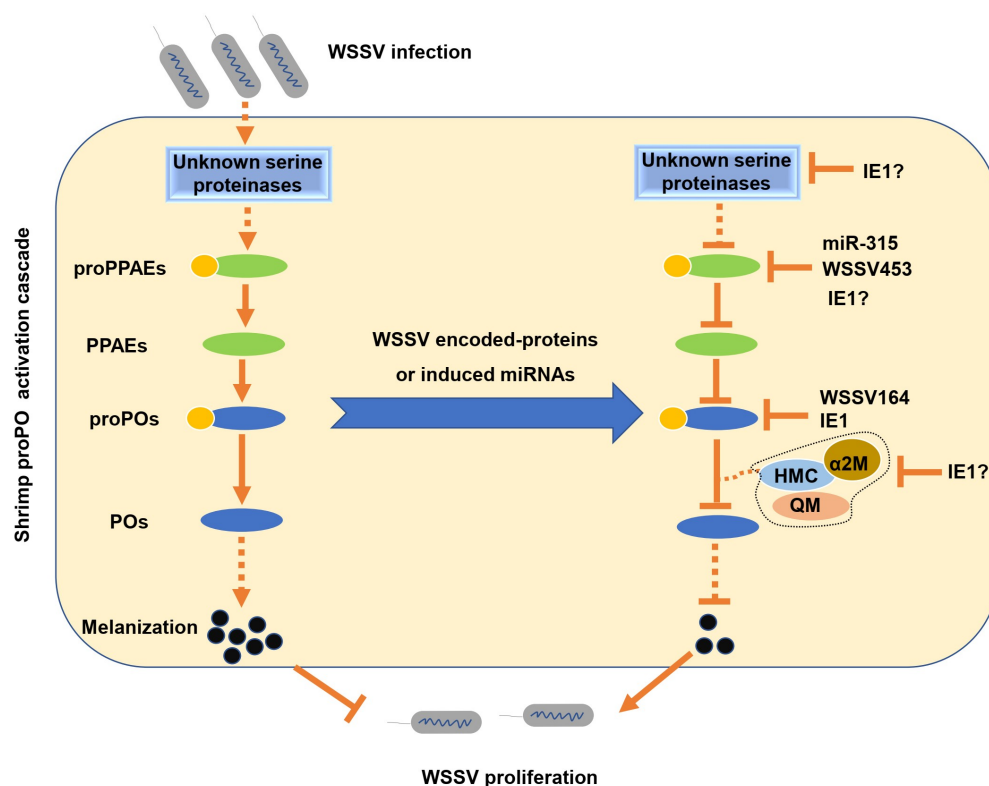 WSSV infection
Unknown serine
proteinases
Unknown serine
proteinases
IE1?
proPPAEs
miR-315
WSSV453
IE1?
PPAEs
WSSV encoded-proteins
or induced miRNAs
proPOs
WSSV164
IE1
HMC
α2M
QM
IE1?
POs
Melanization
Shrimp proPO activation cascade
WSSV proliferation